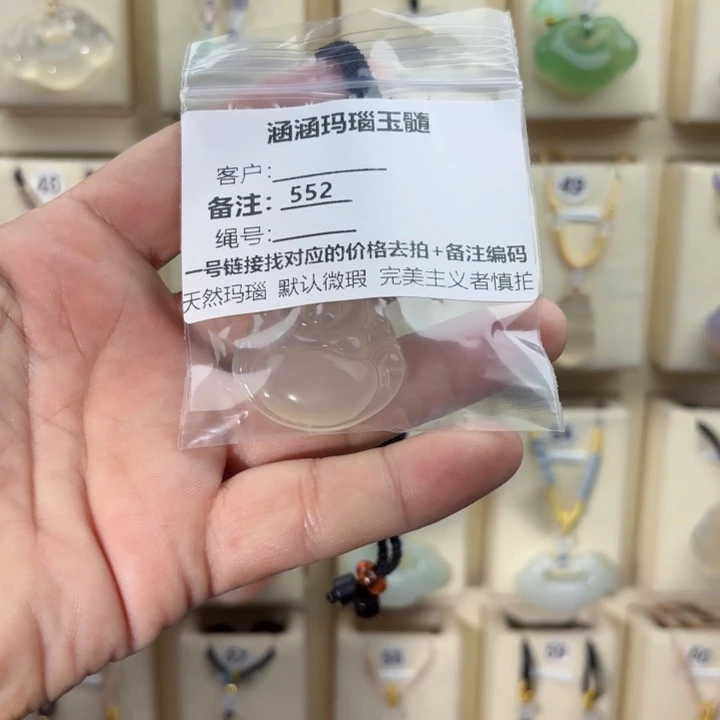 涵涵玛瑙玉髓
客户:
备注: 552
绳号:
一号链接找对应的价格去拍+备注编码
天然玛瑙 默认微瑕 完美主义者慎拍
49